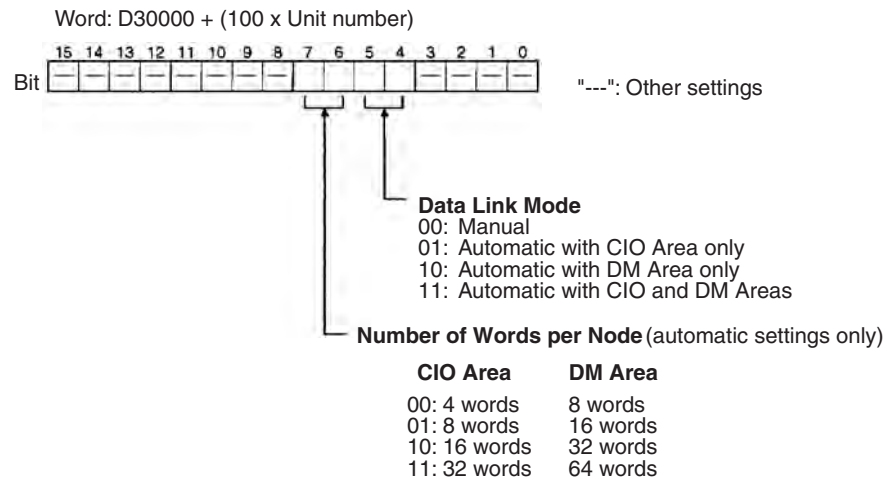 Word: D30000 + (100 x Unit number)
15 14 13 12 11 10 9 8 7 6 5 4 3 2 1 0
Bit
"---": Other settings
Data Link Mode
00: Manual
01: Automatic with CIO Area only
10: Automatic with DM Area only
11: Automatic with CIO and DM Areas
Number of Words per Node (automatic settings only)
CIO Area DM Area
00: 4 words 8 words
01: 8 words 16 words
10: 16 words 32 words
11: 32 words 64 words